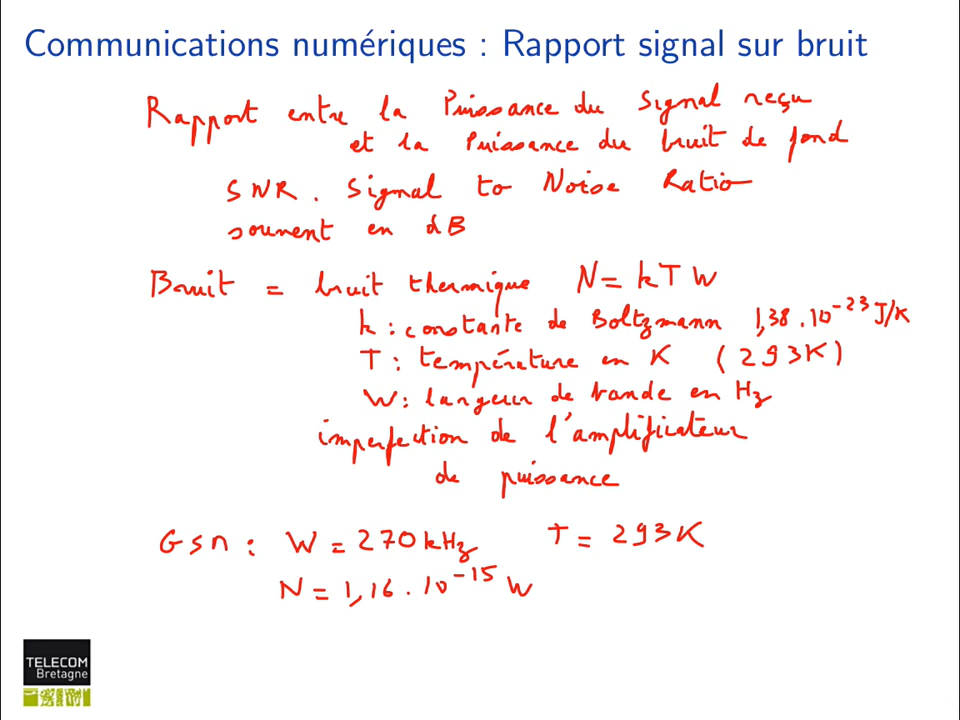 Communications numériques : Rapport signal sur bruit
Rapport entre la Puissance du Signal reçu
et la Puissance du bruit de fond
SNR. Signal to Noise Ratio
souvent en dB
Bruit = bruit thermique N = kTW
k : constante de Boltzmann 1,38.10⁻²³ J/K
T : température en K (293K)
W : largeur de bande en Hz
imperfection de l'amplificateur
de puissance
GSM : W = 270 kHz T = 293K
N = 1,16.10⁻¹⁵ W
TELECOM
Bretagne